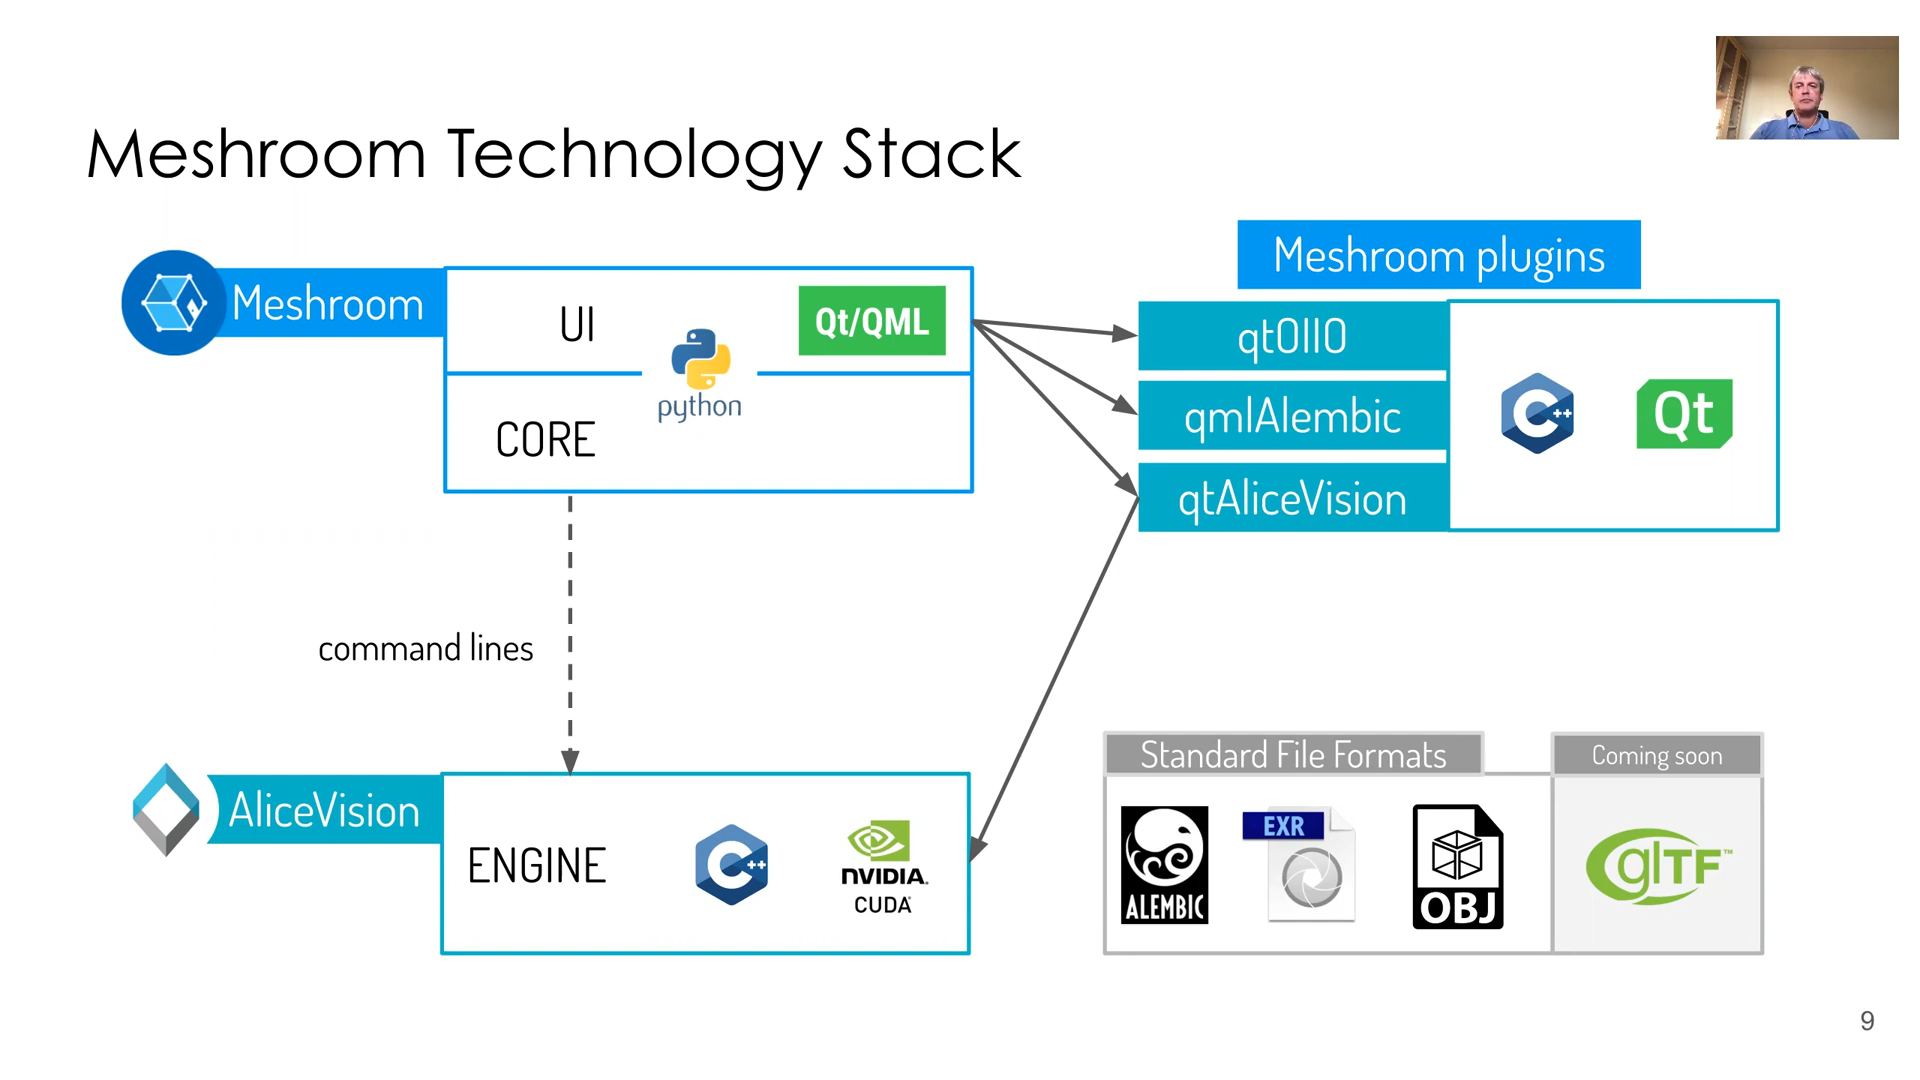 Meshroom Technology Stack
Meshroom
UI
Qt/QML
python
CORE
Meshroom plugins
qtOIIO
qmlAlembic
qtAliceVision
C++
Qt
command lines
AliceVision
ENGINE
C++
NVIDIA®
CUDA®
Standard File Formats
Coming soon
ALEMBIC
EXR
OBJ
glTF™
9